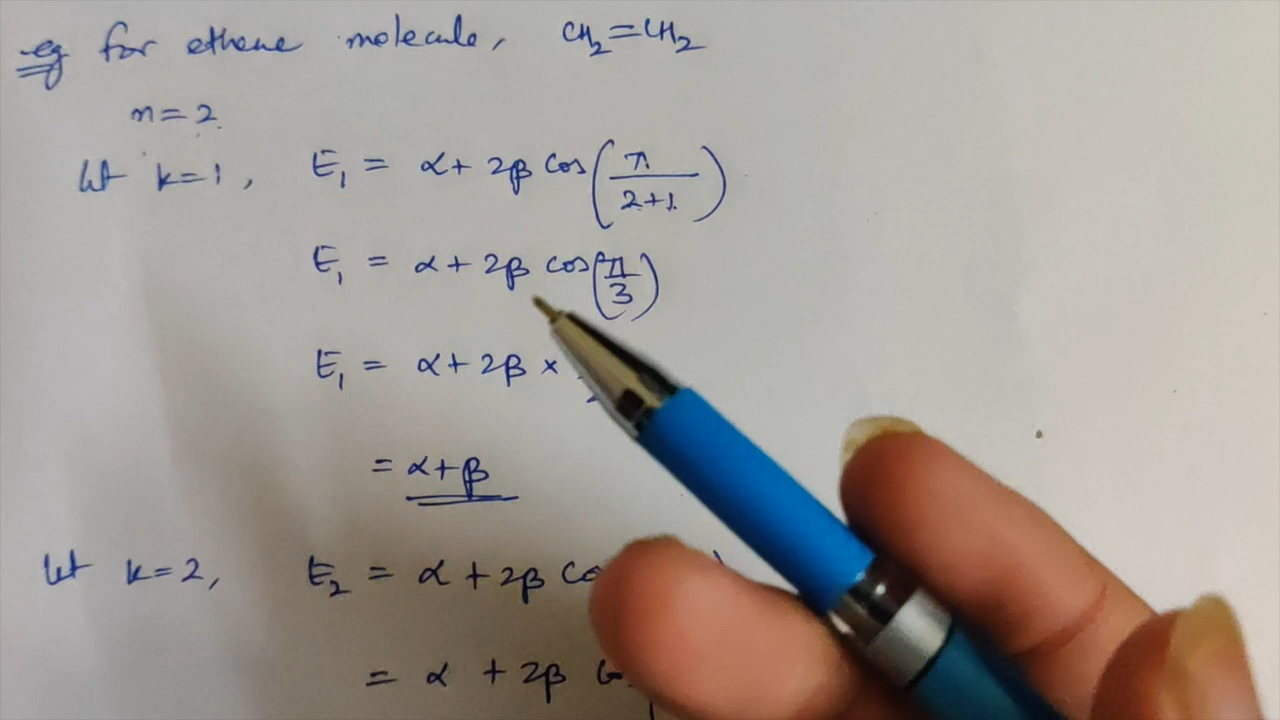 eg for ethene molecule, CH₂=CH₂
n=2
let k=1, E₁ = α + 2β cos(π/(2+1))
E₁ = α + 2β cos(π/3)
E₁ = α + 2β ×
= α+β
let k=2, E₂ = α + 2β
= α + 2β